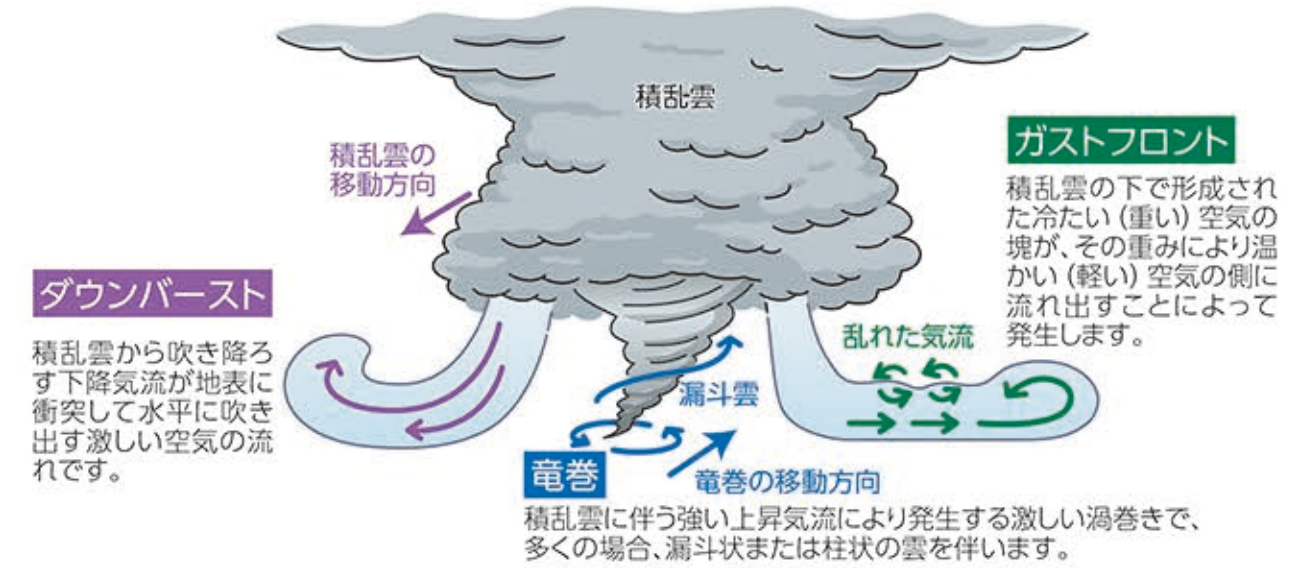 積乱雲
積乱雲の
移動方向
ガストフロント
積乱雲の下で形成され
た冷たい（重い）空気の
塊が、その重みにより温
かい（軽い）空気の側に
流れ出すことによって
発生します。
ダウンバースト
積乱雲から吹き降ろ
す下降気流が地表に
衝突して水平に吹き
出す激しい空気の流
れです。
乱れた気流
漏斗雲
竜巻
竜巻の移動方向
積乱雲に伴う強い上昇気流により発生する激しい渦巻きで、
多くの場合、漏斗状または柱状の雲を伴います。